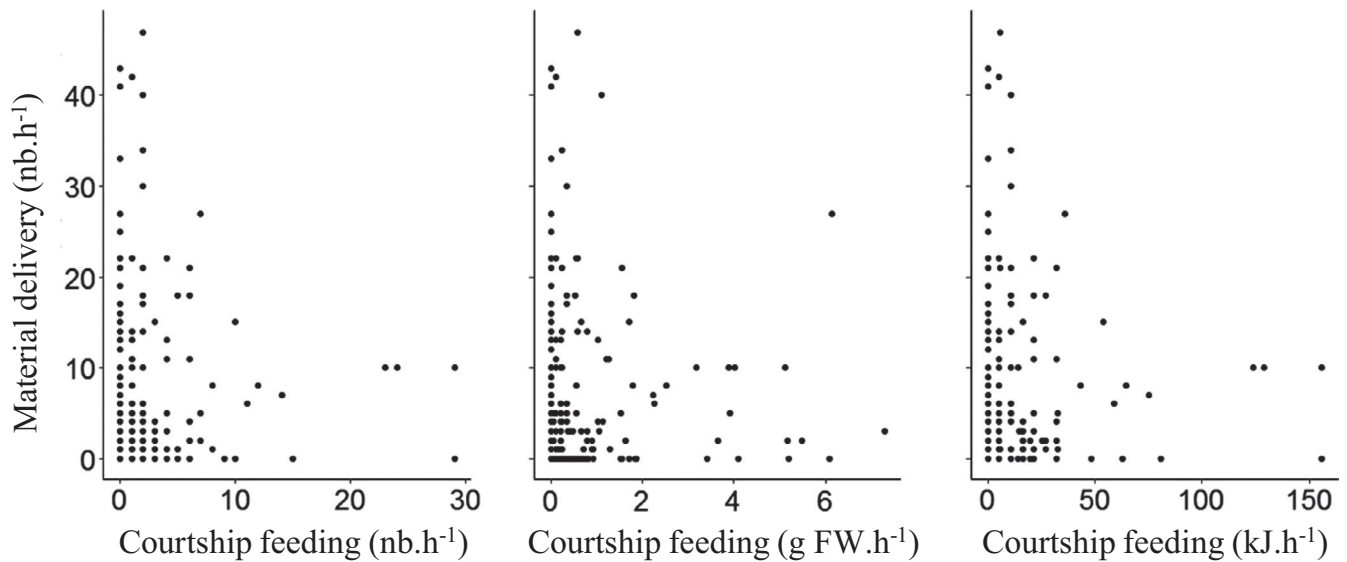 Material delivery (nb.h-1)
40
30
20
10
0
0 10 20 30
0 2 4 6
0 50 100 150
Courtship feeding (nb.h-1)
Courtship feeding (g FW.h-1)
Courtship feeding (kJ.h-1)